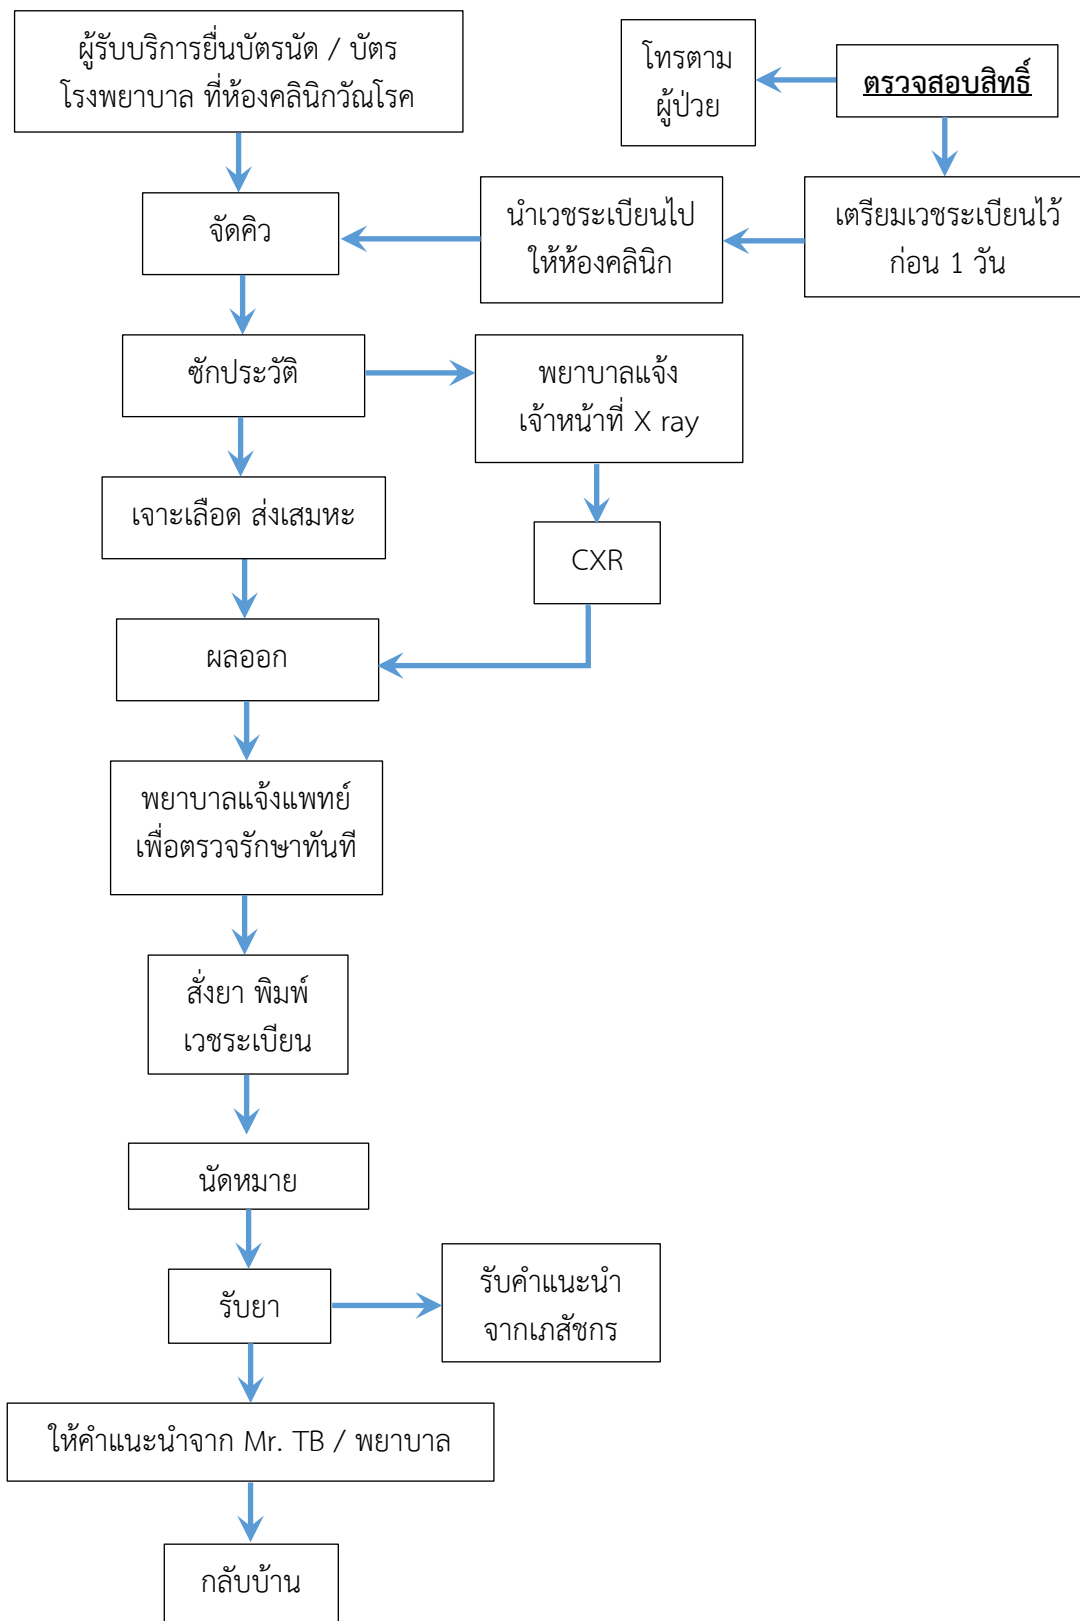 ผู้รับบริการยื่นบัตรนัด / บัตร
โรงพยาบาล ที่ห้องคลินิกวัณโรค
โทรตาม
ผู้ป่วย
ตรวจสอบสิทธิ์
จัดคิว
นำเวชระเบียนไป
ให้ห้องคลินิก
เตรียมเวชระเบียนไว้
ก่อน 1 วัน
ซักประวัติ
พยาบาลแจ้ง
เจ้าหน้าที่ X ray
เจาะเลือด ส่งเสมหะ
CXR
ผลออก
พยาบาลแจ้งแพทย์
เพื่อตรวจรักษาทันที
สั่งยา พิมพ์
เวชระเบียน
นัดหมาย
รับยา
รับคำแนะนำ
จากเภสัชกร
ให้คำแนะนำจาก Mr. TB / พยาบาล
กลับบ้าน